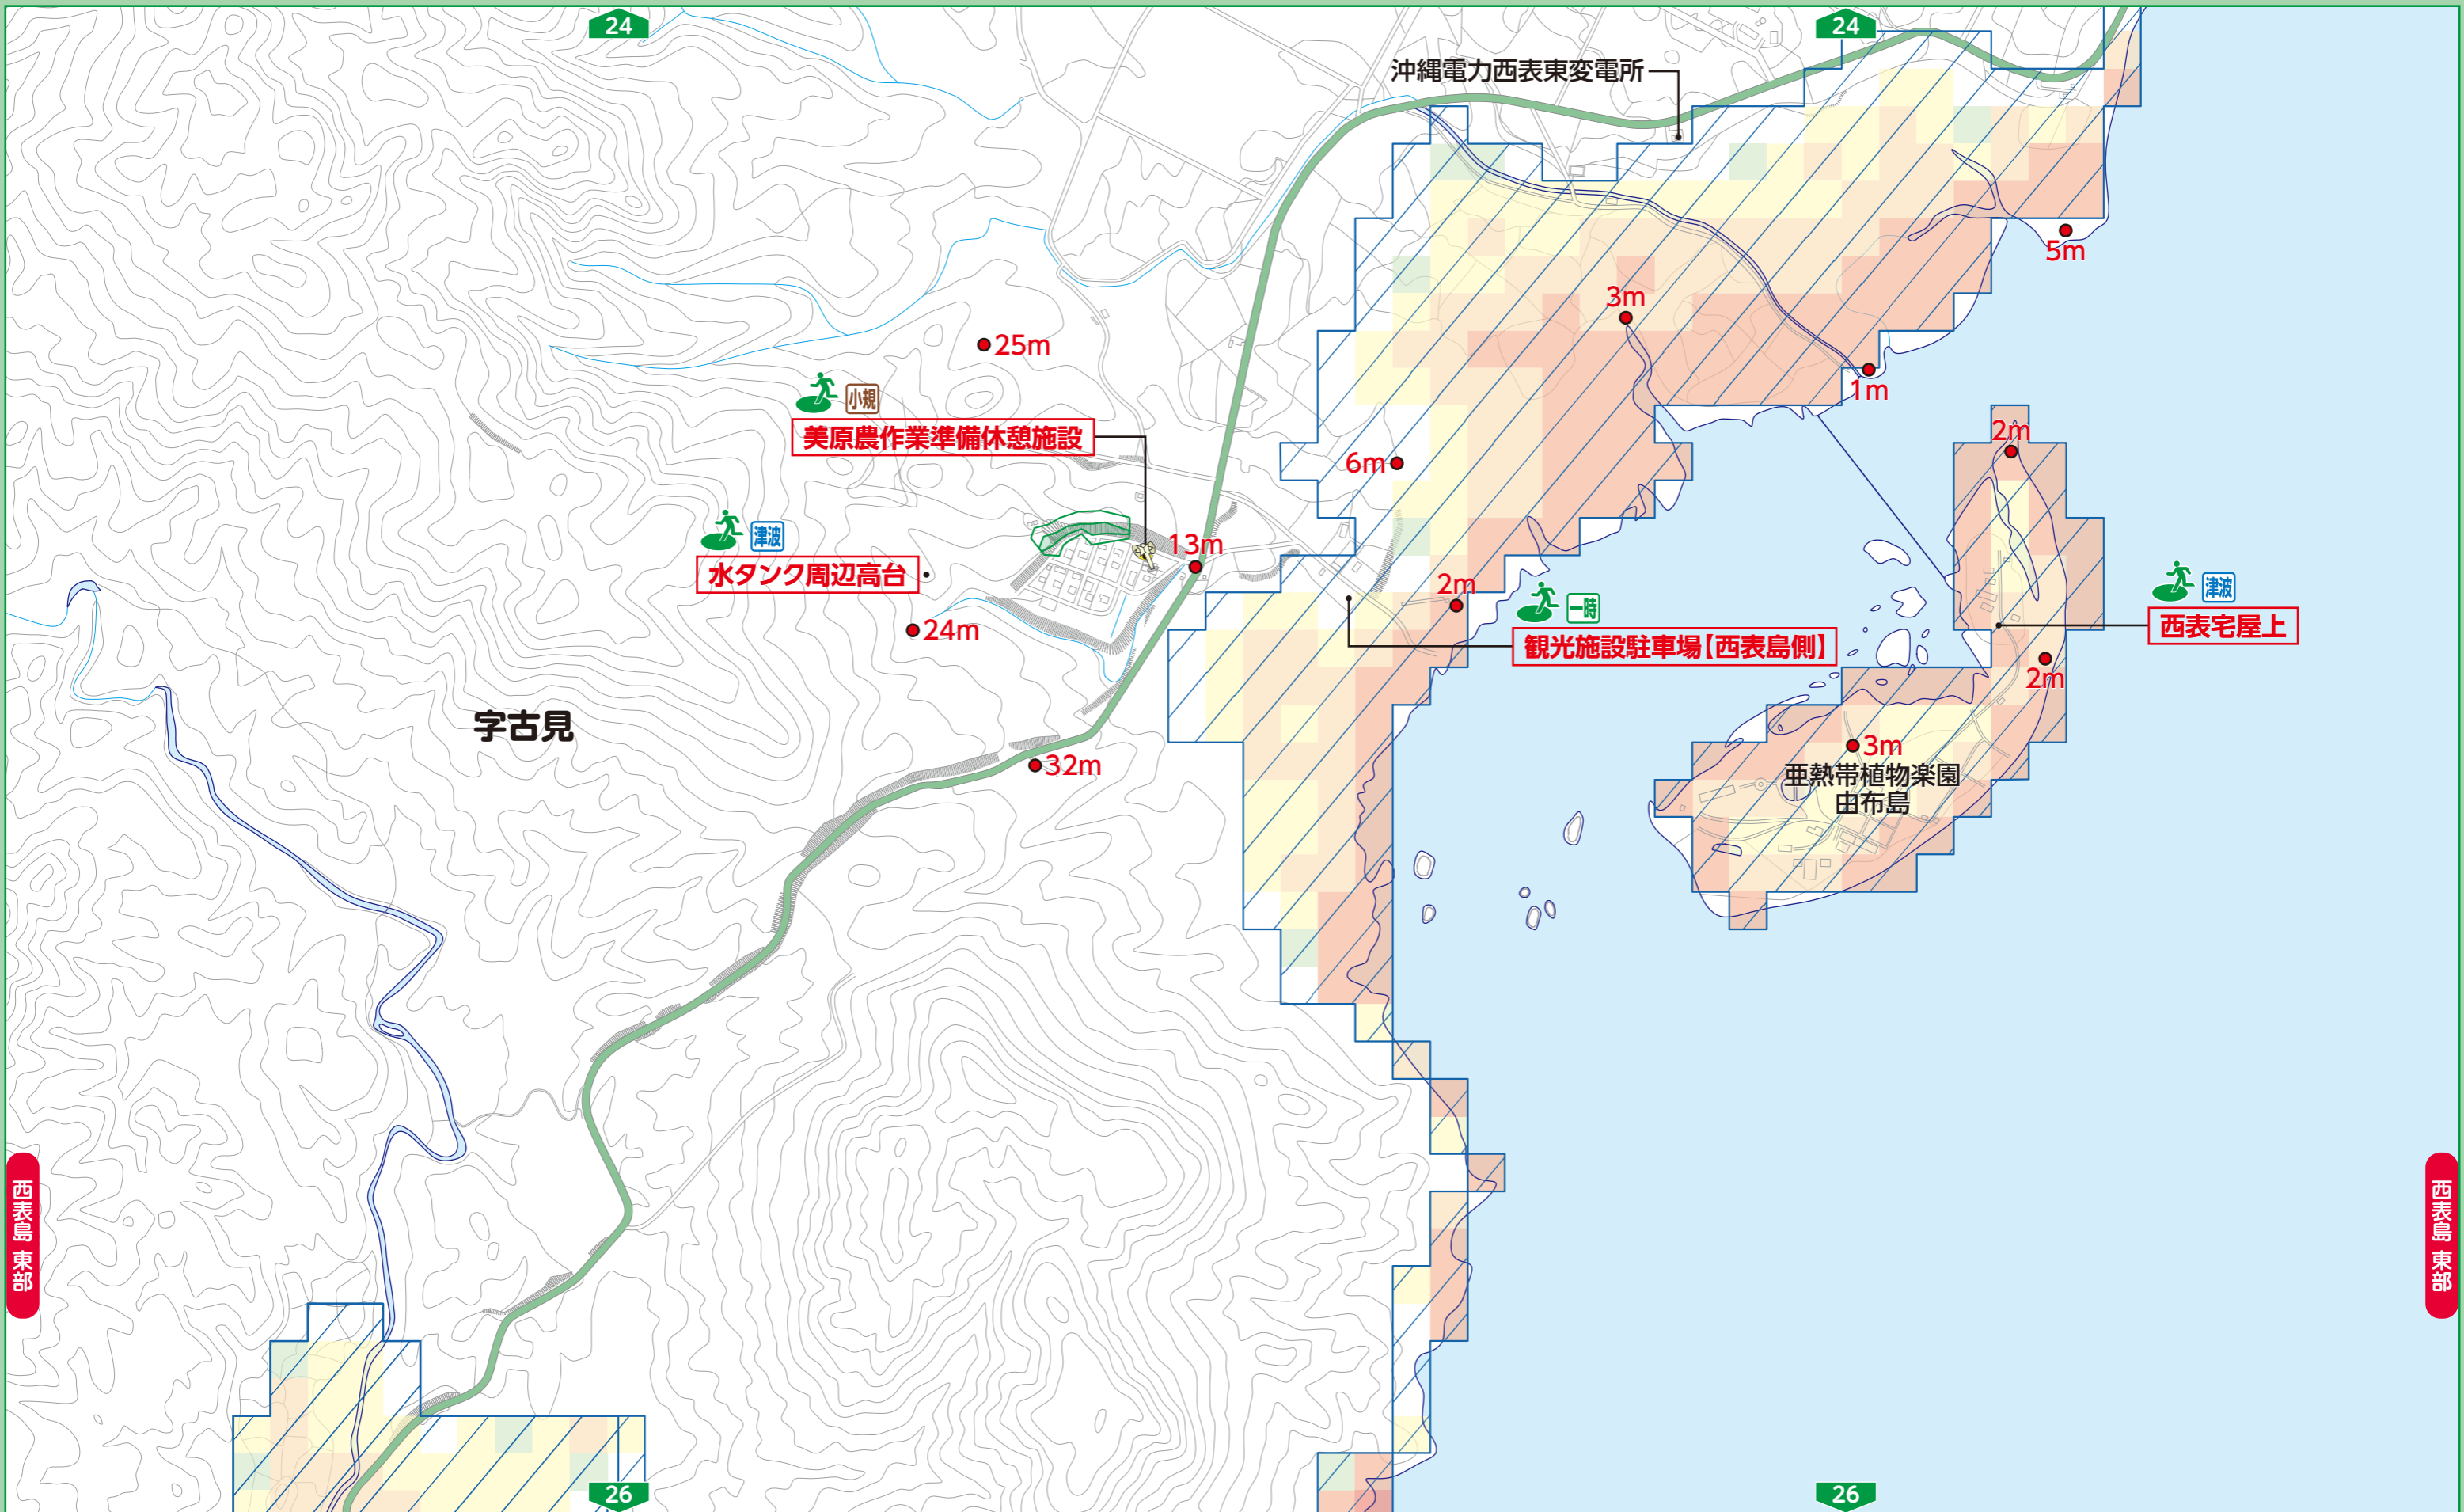 24
24
沖縄電力西表東変電所
5m
3m
25m
1m
小規
美原農作業準備休憩施設
2m
6m
津波
13m
水タンク周辺高台
2m
一時
津波
24m
観光施設駐車場【西表島側】
西表宅屋上
2m
字古見
3m
32m
亜熱帯植物楽園
由布島
西表島 東部
西表島 東部
26
26